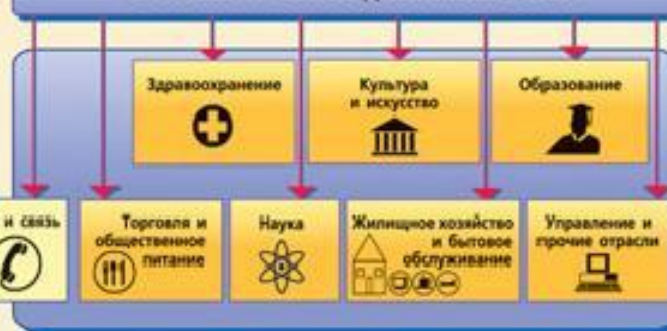 Здравоохранение
Культура
и искусство
Образование
и связь
Торговля и
общественное
питание
Наука
Жилищное хозяйство
и бытовое
обслуживание
Управление и
прочие отрасли